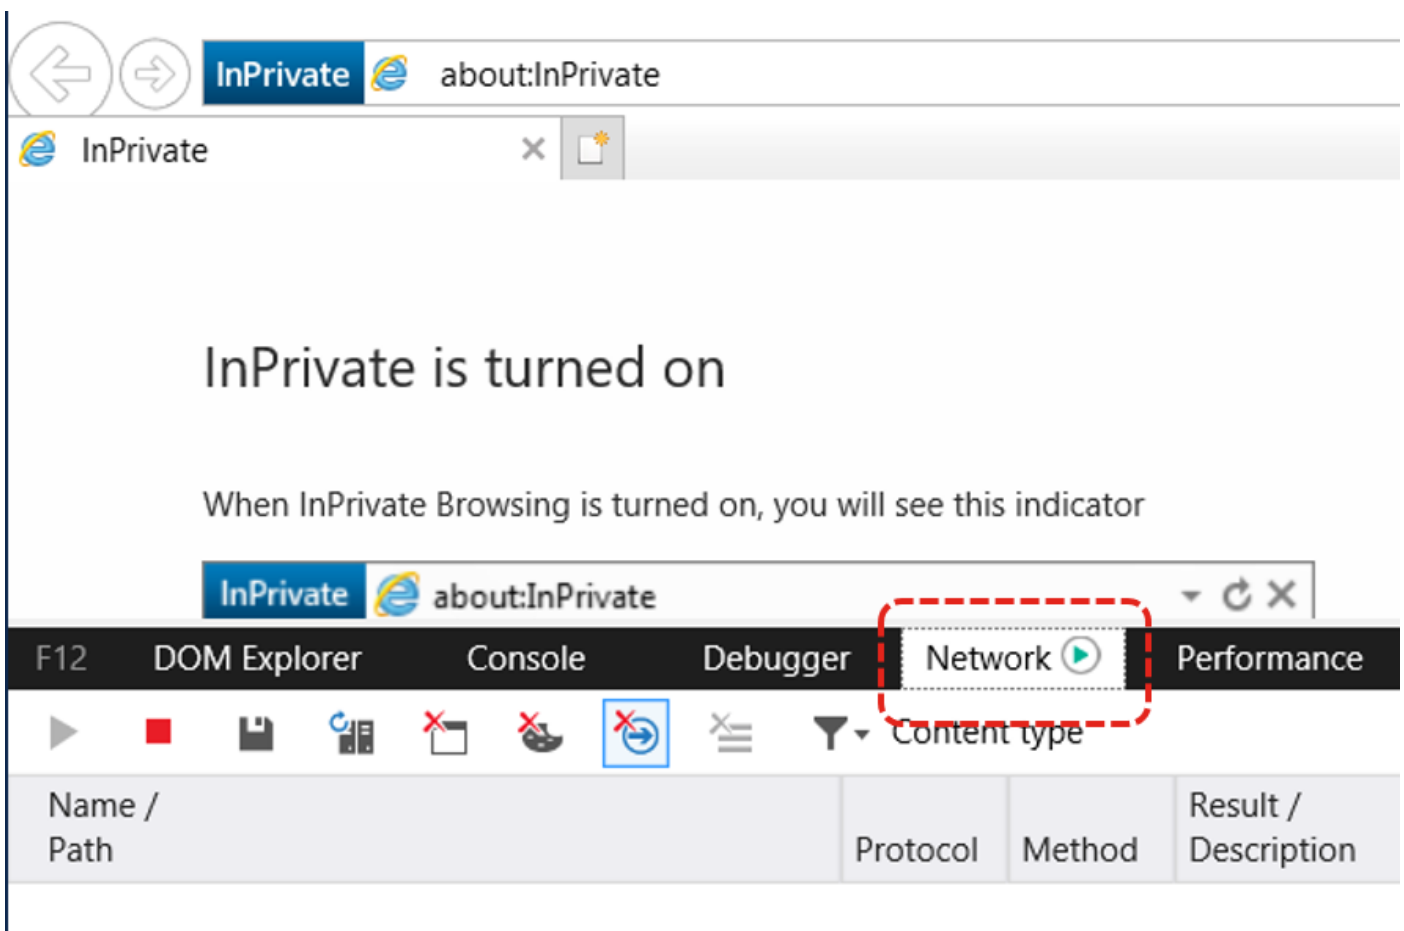 InPrivate about:InPrivate
InPrivate
InPrivate is turned on
When InPrivate Browsing is turned on, you will see this indicator
InPrivate about:InPrivate
F12 DOM Explorer Console Debugger Network Performance
Content type
Name /
Path
Protocol
Method
Result /
Description